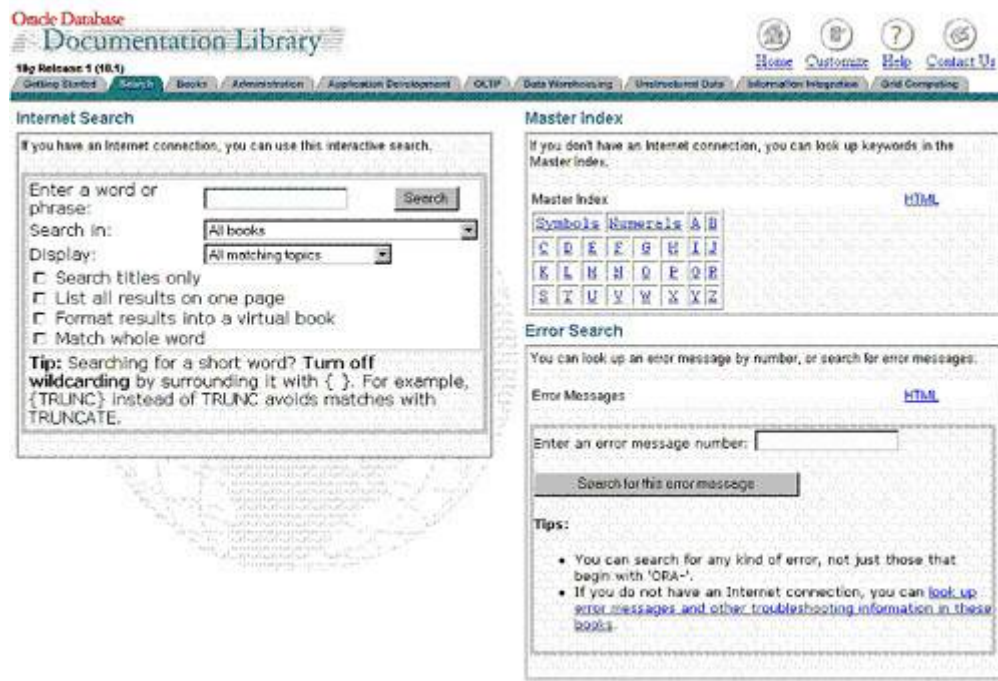 Oracle Database
Documentation Library
10g Release 1 (10.1)
Home Customize Help Contact Us
Getting Started Search Books Administration Application Development OLTP Data Warehousing Unstructured Data Information Integration Grid Computing
Internet Search
If you have an Internet connection, you can use this interactive search.
Enter a word or
phrase:
Search
Search in: All books
Display: All matching topics
Search titles only
List all results on one page
Format results into a virtual book
Match whole word
Tip: Searching for a short word? Turn off
wildcarding by surrounding it with { }. For example,
{TRUNC} instead of TRUNC avoids matches with
TRUNCATE.
Master Index
If you don't have an Internet connection, you can look up keywords in the
Master Index.
Master Index HTML
Symbols Numerals A B
C D E F G H I J
K L M N O P Q R
S T U V W X Y Z
Error Search
You can look up an error message by number, or search for error messages.
Error Messages HTML
Enter an error message number:
Search for this error message
Tips:
• You can search for any kind of error, not just those that
begin with 'ORA-'.
• If you do not have an Internet connection, you can look up
error messages and other troubleshooting information in these
books.